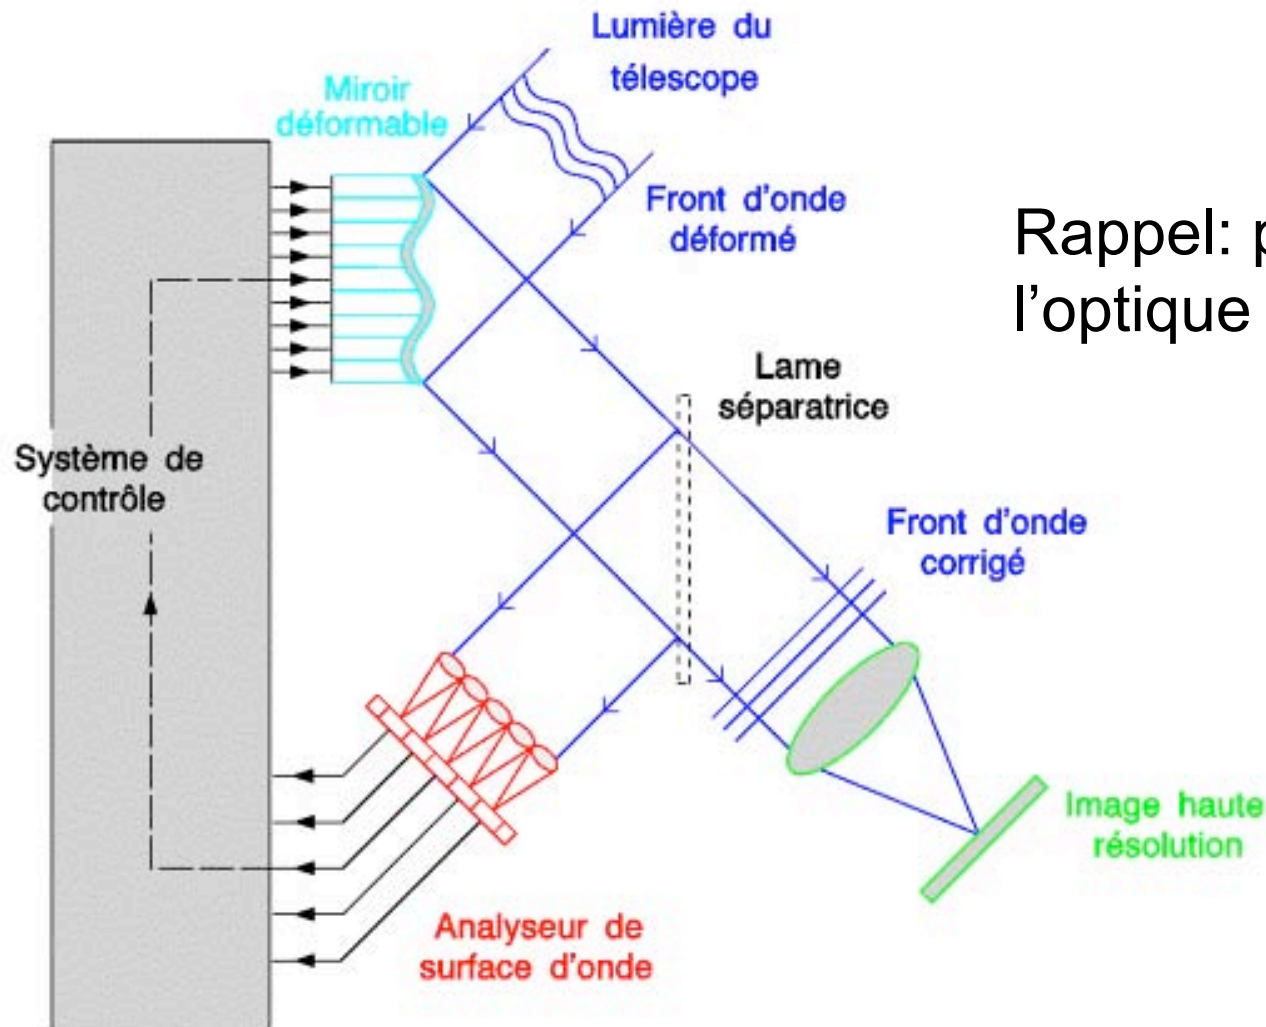 Lumière du
télescope
Miroir
déformable
Front d'onde
déformé
Rappel:
l’optique
Lame
séparatrice
Système de
contrôle
Front d'onde
corrigé
Image haute
résolution
Analyseur de
surface d'onde